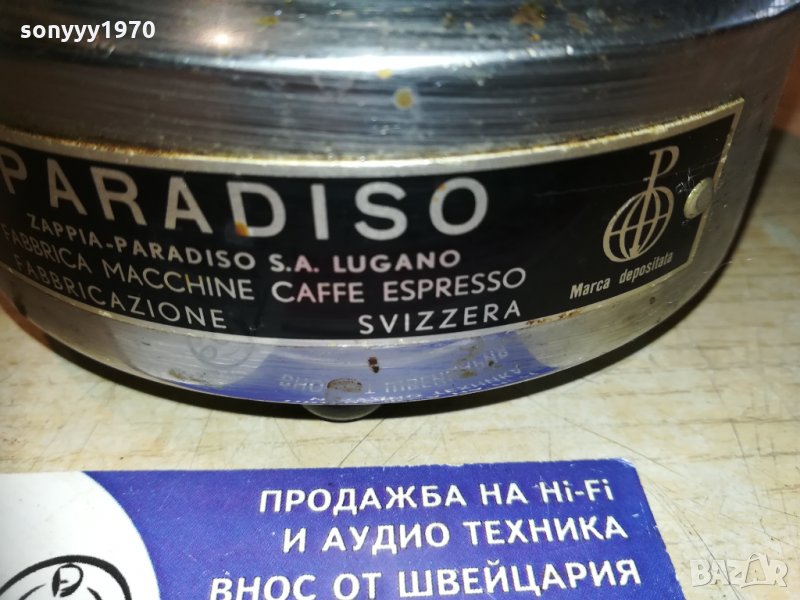 sonyyy1970
PARADISO
ZAPPIA-PARADISO S.A. LUGANO
FABBRICA MACCHINE CAFFE ESPRESSO
FABBRICAZIONE SVIZZERA
P
Marca depositata
ПРОДАЖБА НА Hi-Fi
И АУДИО ТЕХНИКА
ВНОС ОТ ШВЕЙЦАРИЯ
BAZAR